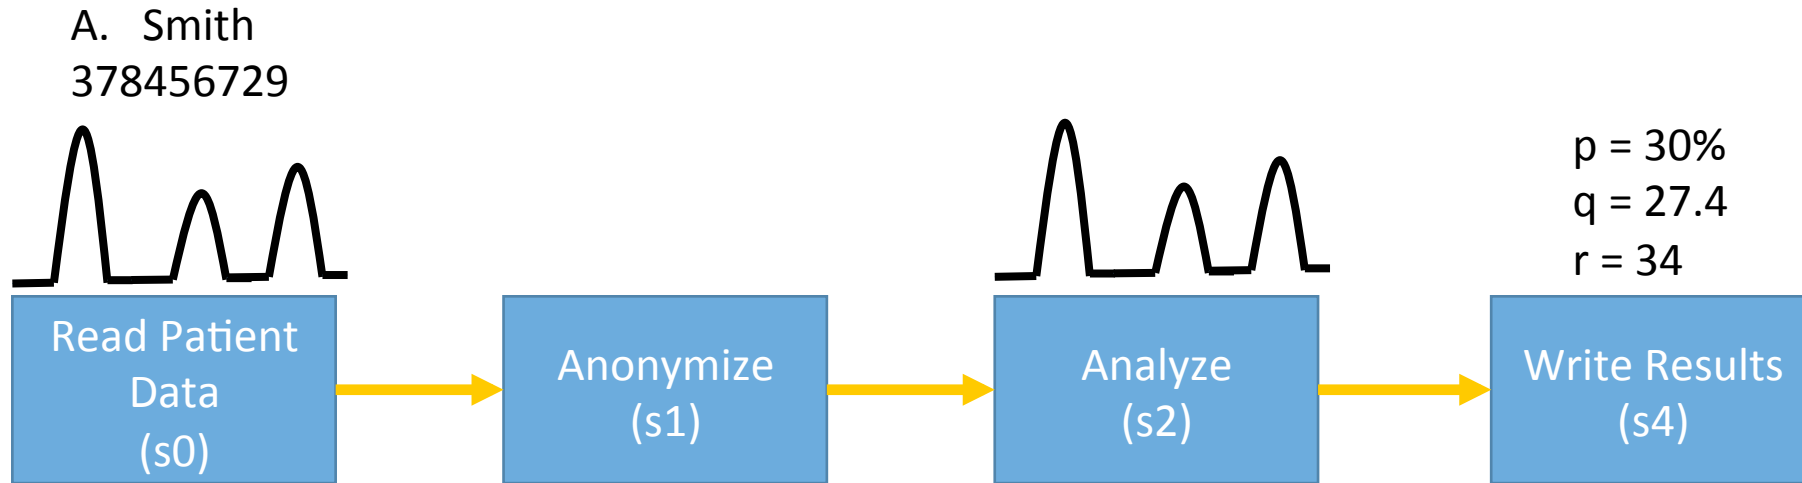 A. Smith
378456729
p = 30%
q = 27.4
r = 34
Read Patient
Data
(s0)
Anonymize
(s1)
Analyze
(s2)
Write Results
(s4)